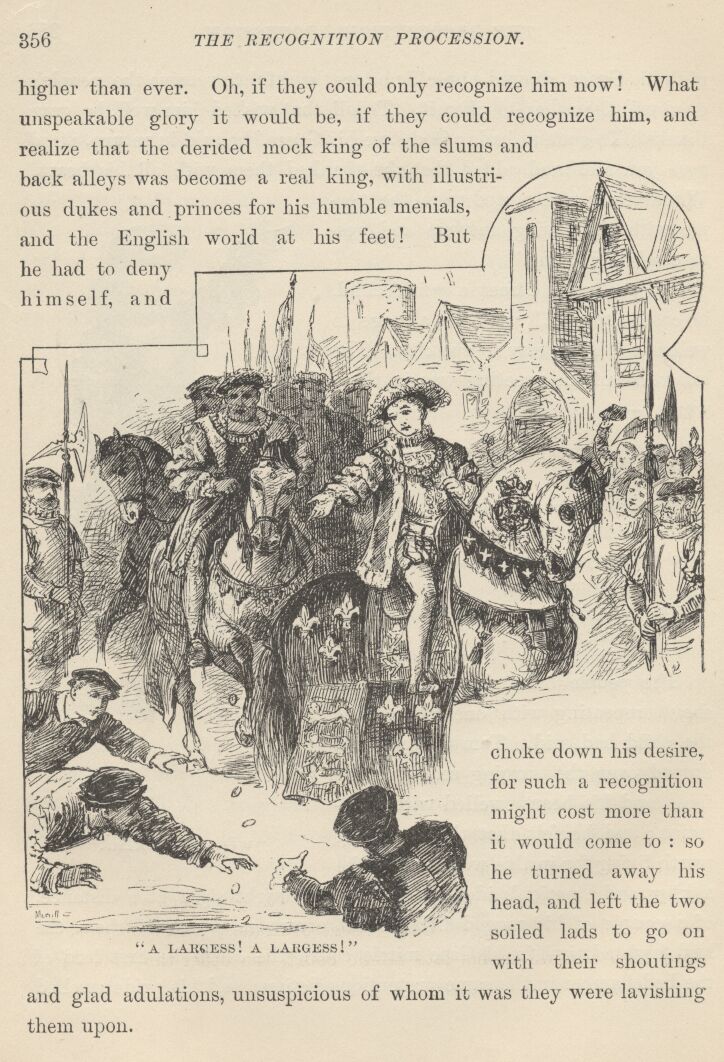 356
THE RECOGNITION PROCESSION.
higher than ever. Oh, if they could only recognize him now! What
unspeakable glory it would be, if they could recognize him, and
realize that the derided mock king of the slums and
back alleys was become a real king, with illustri-
ous dukes and princes for his humble menials,
and the English world at his feet! But
he had to deny
himself, and
choke down his desire,
for such a recognition
might cost more than
it would come to : so
he turned away his
head, and left the two
soiled lads to go on
with their shoutings
and glad adulations, unsuspicious of whom it was they were lavishing
them upon.
Merrill
"A LARGESS! A LARGESS!"